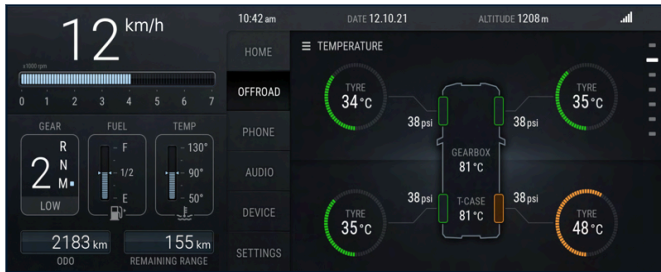 12 km/h
x1000 rpm
0 1 2 3 4 5 6 7
GEAR FUEL TEMP
2 R N M LOW
F 1/2 E
130° 90° 50°
2183 km
ODO
155 km
REMAINING RANGE
10:42 am
DATE 12.10.21
ALTITUDE 1208 m
HOME
OFFROAD
PHONE
AUDIO
DEVICE
SETTINGS
TEMPERATURE
TYRE
34 °C
38 psi
TYRE
35 °C
38 psi
GEARBOX
81 °C
T-CASE
81 °C
TYRE
35 °C
38 psi
TYRE
48 °C
38 psi